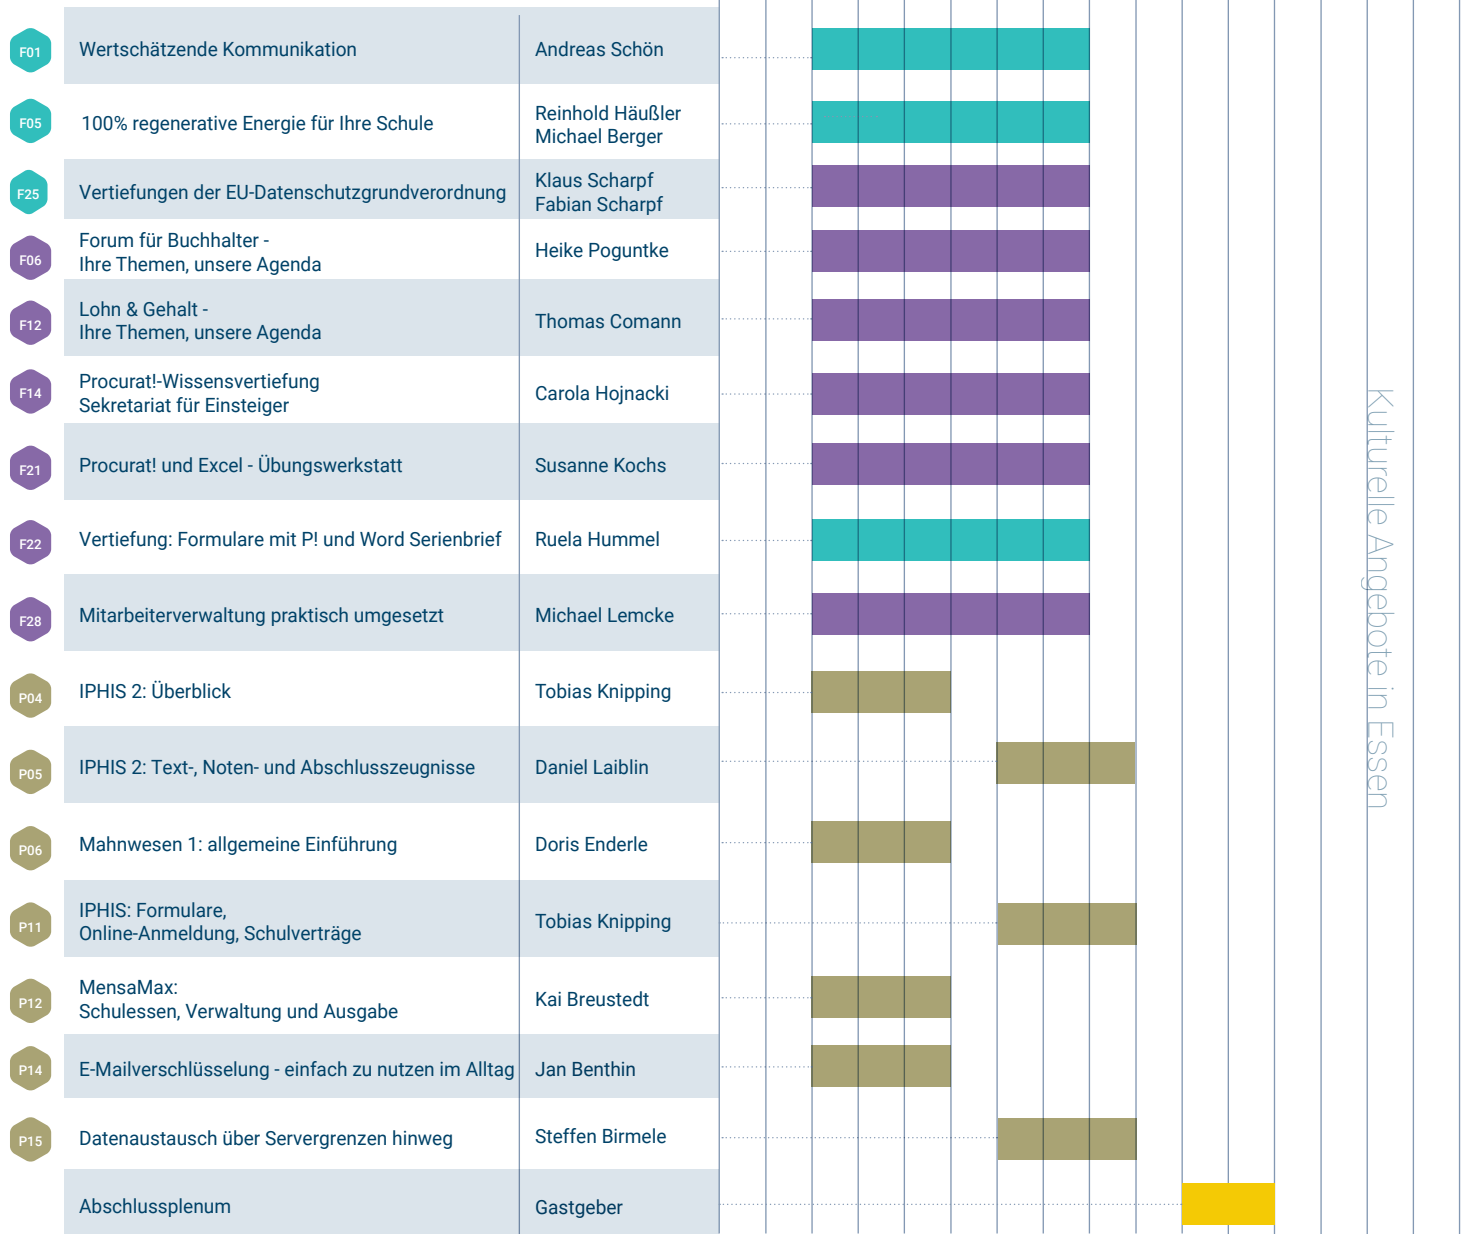 F01
Wertschätzende Kommunikation
Andreas Schön
F05
100% regenerative Energie für Ihre Schule
Reinhold Häußler
Michael Berger
F25
Vertiefungen der EU-Datenschutzgrundverordnung
Klaus Scharpf
Fabian Scharpf
F06
Forum für Buchhalter -
Ihre Themen, unsere Agenda
Heike Poguntke
F12
Lohn & Gehalt -
Ihre Themen, unsere Agenda
Thomas Comann
F14
Procurat!-Wissensvertiefung
Sekretariat für Einsteiger
Carola Hojnacki
F21
Procurat! und Excel - Übungswerkstatt
Susanne Kochs
F22
Vertiefung: Formulare mit P! und Word Serienbrief
Ruela Hummel
F28
Mitarbeiterverwaltung praktisch umgesetzt
Michael Lemcke
P04
IPHIS 2: Überblick
Tobias Knipping
P05
IPHIS 2: Text-, Noten- und Abschlusszeugnisse
Daniel Laiblin
P06
Mahnwesen 1: allgemeine Einführung
Doris Enderle
P11
IPHIS: Formulare,
Online-Anmeldung, Schulverträge
Tobias Knipping
P12
MensaMax:
Schulessen, Verwaltung und Ausgabe
Kai Breustedt
P14
E-Mailverschlüsselung - einfach zu nutzen im Alltag
Jan Benthin
P15
Datenaustausch über Servergrenzen hinweg
Steffen Birmele
Abschlussplenum
Gastgeber
Kulturelle Angebote in Essen